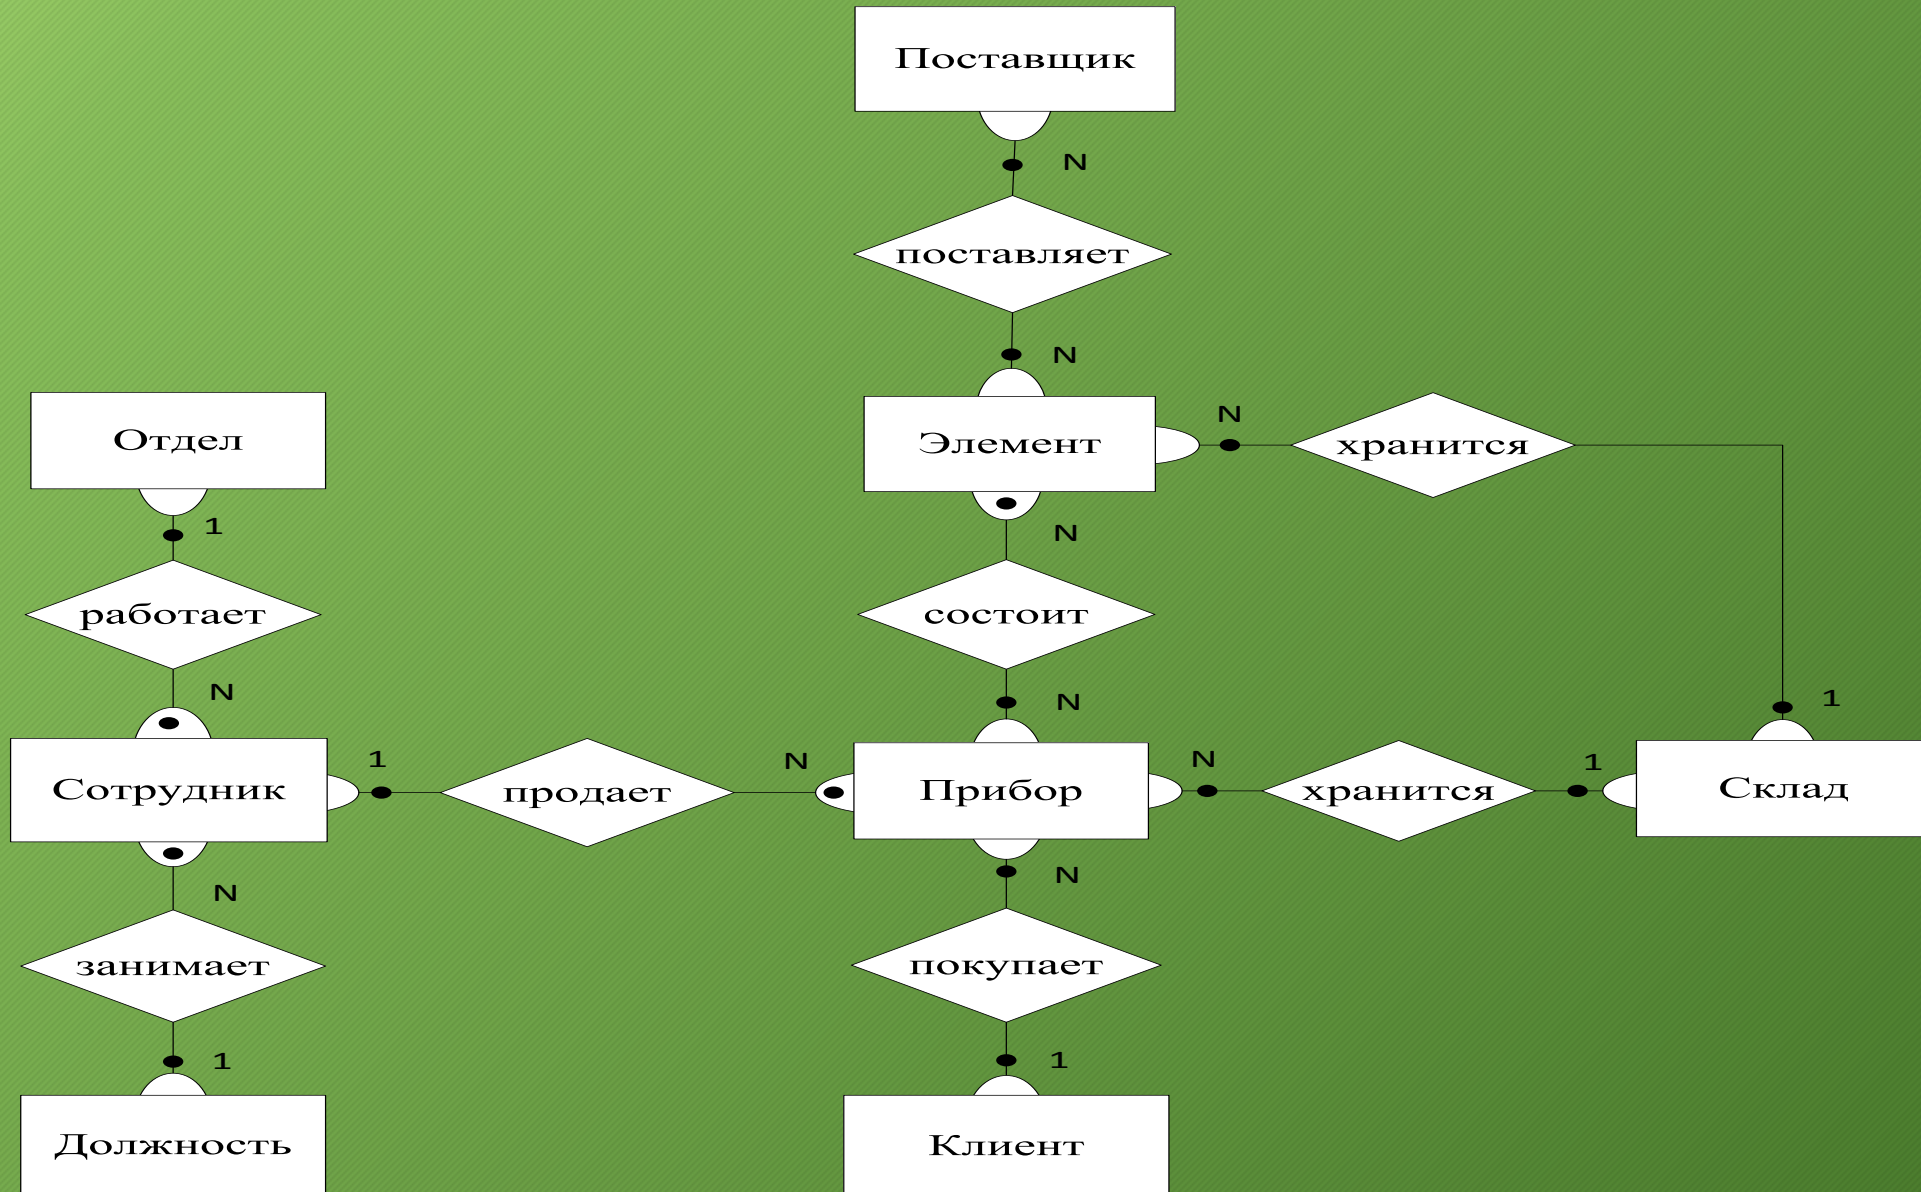 Поставщик
N
поставляет
N
Элемент
N
хранится
Отдел
1
N
работает
состоит
N
N
1
Сотрудник
1
продает
N
Прибор
N
хранится
1
Склад
N
N
занимает
покупает
1
1
Должность
Клиент